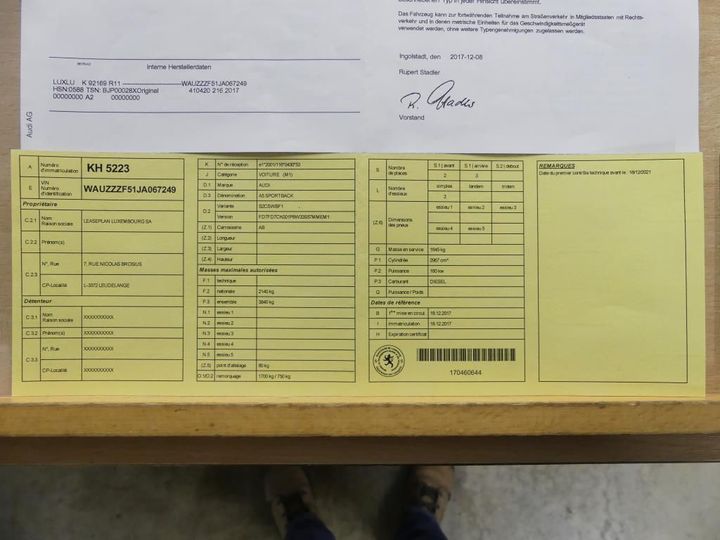 Das Fahrzeug kann zur fortwährenden Teilnahme am Straßenverkehr in Mitgliedsstaaten mit Rechts-
verkehr und in denen metrische Einheiten für das Geschwindigkeitsmeßgerät
verwendet werden, ohne weitere Typengenehmigungen zugelassen werden.
Ingolstadt, den 2017-12-08
Rupert Stadler
R. Stadler
Vorstand
Interne Herstellerdaten
LUXLU K 92169 R11 WAUZZZF51JA067249
HSN:0588 TSN: BJP00028XOriginal 410420 216 2017
00000000 A2 00000000
Audi AG
A Numéro d'immatriculation KH 5223
E VIN Numéro d'identification WAUZZZF51JA067249
Propriétaire
C.2.1 Nom Raison sociale LEASEPLAN LUXEMBOURG SA
C.2.2 Prénom(s)
C.2.3 N°, Rue 7, RUE NICOLAS BROSIUS
CP-Localité L-3372 LEUDELANGE
Détenteur
C.3.1 Nom Raison sociale XXXXXXXXXX
C.3.2 Prénom(s) XXXXXXXXXX
C.3.3 N°, Rue XXXXXXXXXX
CP-Localité XXXXXXXXXX
K N° de réception
J Catégorie VOITURE (M1)
D.1 Marque AUDI
D.3 Dénomination A5 SPORTBACK
D.2 Variante
Version
(Z.1) Carrosserie AB
(Z.2) Longueur
(Z.3) Largeur
(Z.4) Hauteur
Masses maximales autorisées
F.1 technique
F.2 nationale 2140 kg
F.3 ensemble 3840 kg
N.1 essieu 1
N.2 essieu 2
N.3 essieu 3
N.4 essieu 4
N.5 essieu 5
(Z.5) point d'attelage 80 kg
O.1/O.2 remorquage 1700 kg / 750 kg
S Nombre de places S.1 | avant S.1 | arrière S.2 | debout
2 3
L Nombre d'essieux simples tandem tridem
2
(Z.6) Dimensions des pneus essieu 1 essieu 2 essieu 3
essieu 4 essieu 5
G Masse en service 1645 kg
P.1 Cylindrée 2967 cm³
P.2 Puissance 160 kw
P.3 Carburant DIESEL
Q Puissance / Poids
Dates de référence
B 1ère mise en circul. 18.12.2017
I immatriculation 18.12.2017
H Expiration certificat
170460644
REMARQUES
Date du premier contrôle technique avant le : 18/12/2021